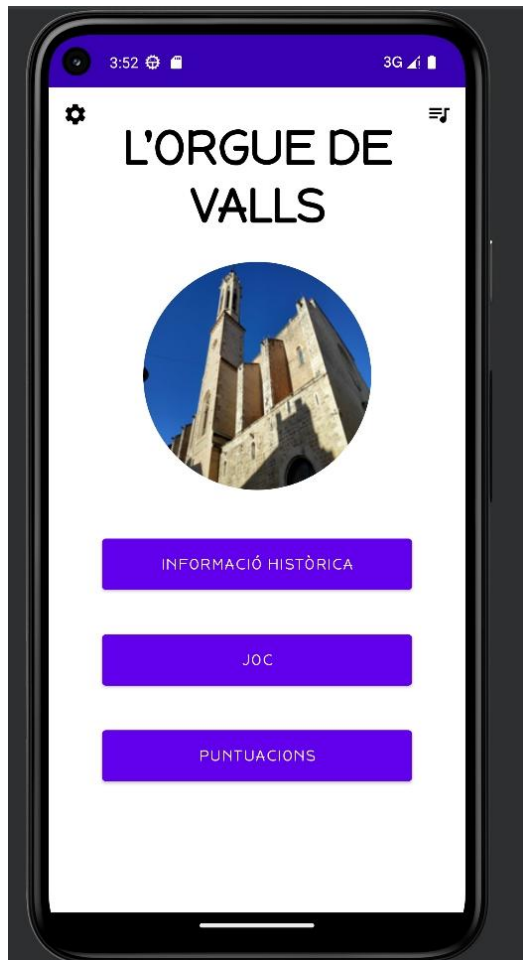 3:52 3G
L'ORGUE DE
VALLS
INFORMACIÓ HISTÒRICA
JOC
PUNTUACIONS